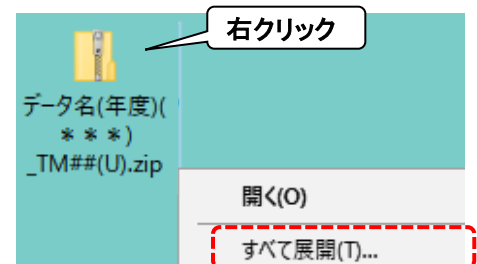 右クリック
データ名(年度)(
＊＊＊)
_TM##(U).zip
開く(O)
すべて展開(T)...